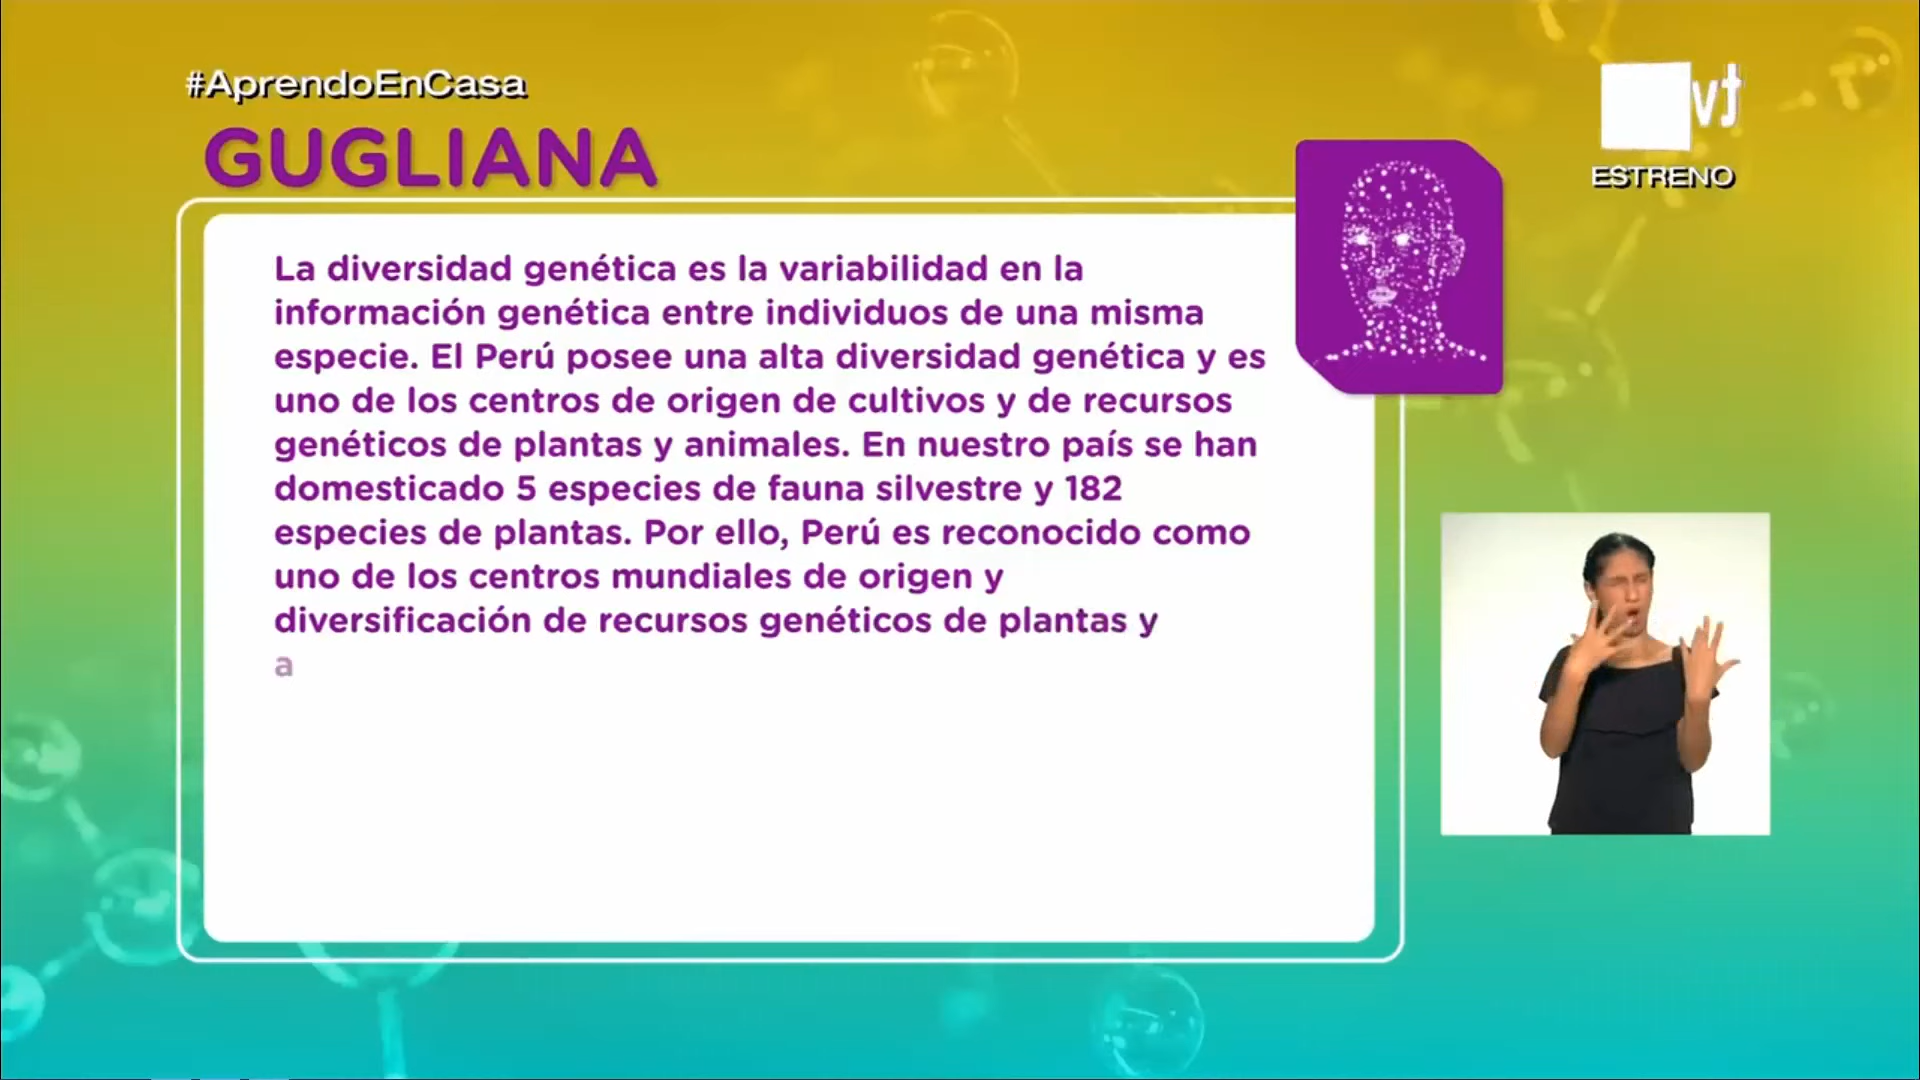 #AprendoEnCasa
GUGLIANA
ESTRENO
La diversidad genética es la variabilidad en la
información genética entre individuos de una misma
especie. El Perú posee una alta diversidad genética y es
uno de los centros de origen de cultivos y de recursos
genéticos de plantas y animales. En nuestro país se han
domesticado 5 especies de fauna silvestre y 182
especies de plantas. Por ello, Perú es reconocido como
uno de los centros mundiales de origen y
diversificación de recursos genéticos de plantas y
a